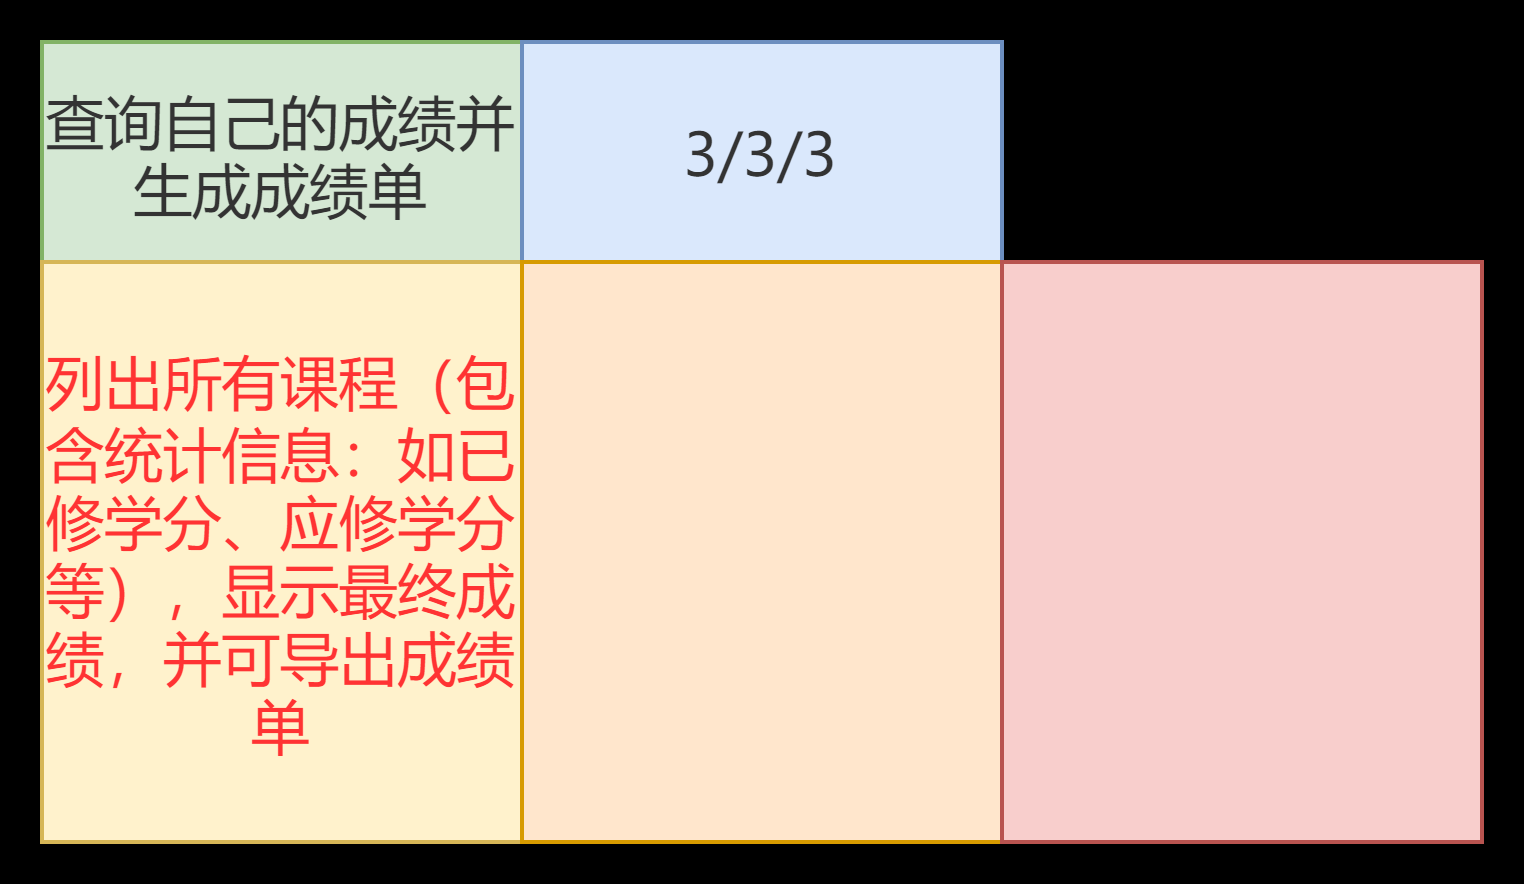 查询自己的成绩并
生成成绩单
3/3/3
列出所有课程（包
含统计信息：如已
修学分、应修学分
等），显示最终成
绩，并可导出成绩
单